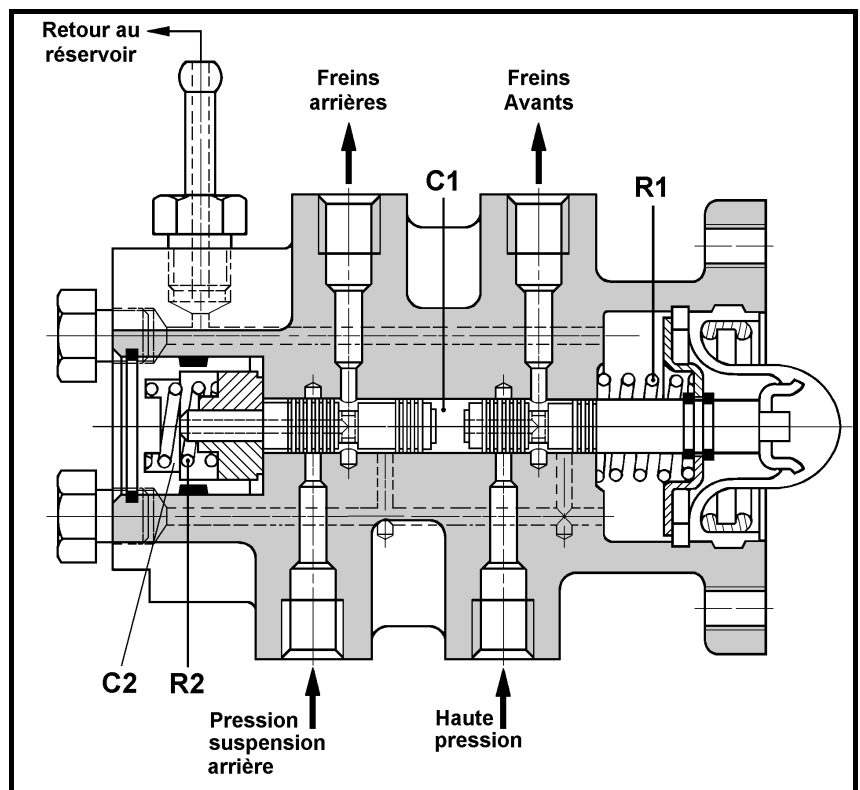 Retour au
réservoir
Freins
arrières
Freins
Avants
C1
R1
C2
R2
Pression
suspension
arrière
Haute
pression